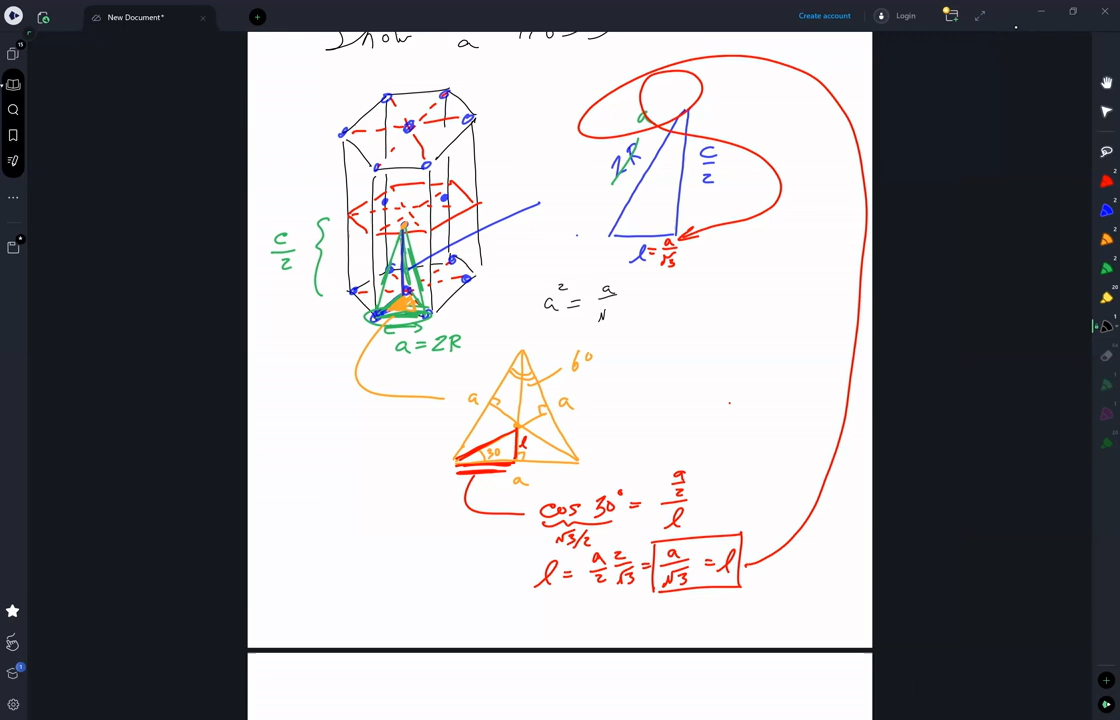 New Document*
Create account
Login
Show a
2R
a
c/2
c/2
l = a/√3
a² = a/√
a = 2R
60
a
a
l
30
a
cos 30° = a/2 / l
√3/2
l = a/2 2/√3 = a/√3 = l